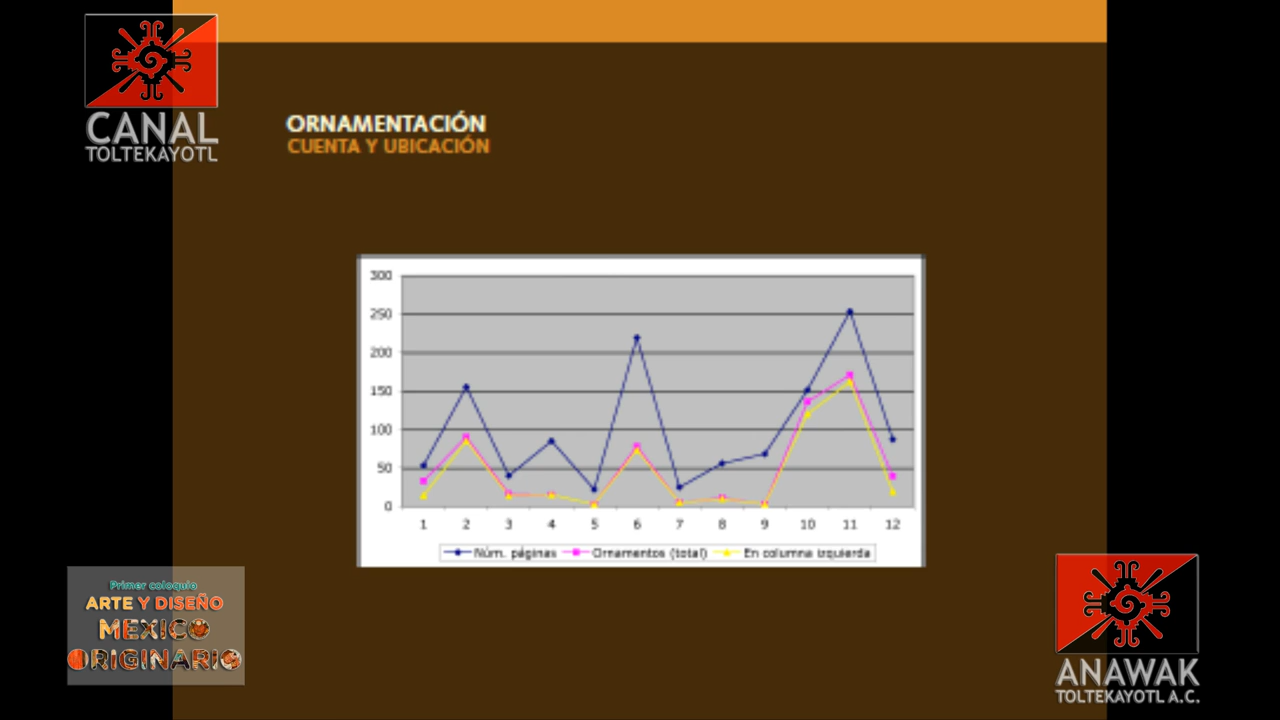 CANAL
TOLTEKAYOTL
ORNAMENTACIÓN
CUENTA Y UBICACIÓN
300
250
200
150
100
50
0
1 2 3 4 5 6 7 8 9 10 11 12
Núm. páginas Ornamentos (total) En columna izquierda
Primer coloquio
ARTE Y DISEÑO
MEXICO
ORIGINARIO
ANAWAK
TOLTEKAYOTL A.C.